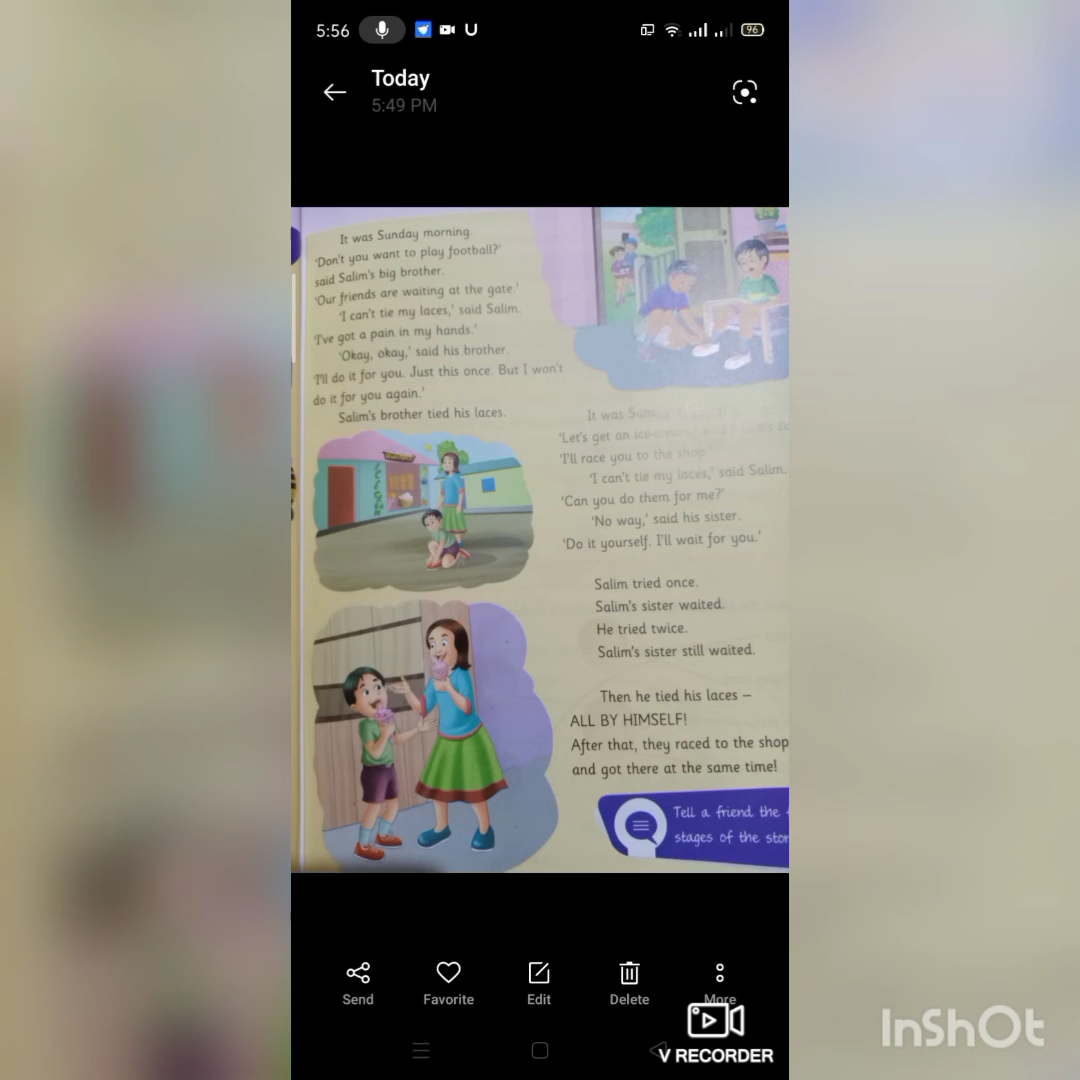 5:56
U
96
Today
5:49 PM
It was Sunday morning.
'Don't you want to play football?'
said Salim's big brother.
'Our friends are waiting at the gate.'
'I can't tie my laces,' said Salim.
'I've got a pain in my hands.'
'Okay, okay,' said his brother.
'I'll do it for you. Just this once. But I won't
do it for you again.'
Salim's brother tied his laces.
It was
'Let's get an
'I'll race you to the shop.'
'I can't tie my laces,' said Salim.
'Can you do them for me?'
'No way,' said his sister.
'Do it yourself. I'll wait for you.'
Salim tried once.
Salim's sister waited.
He tried twice.
Salim's sister still waited.
Then he tied his laces –
ALL BY HIMSELF!
After that, they raced to the shop
and got there at the same time!
Tell a friend the
stages of the
Send
Favorite
Edit
Delete
More
V RECORDER
InShOt